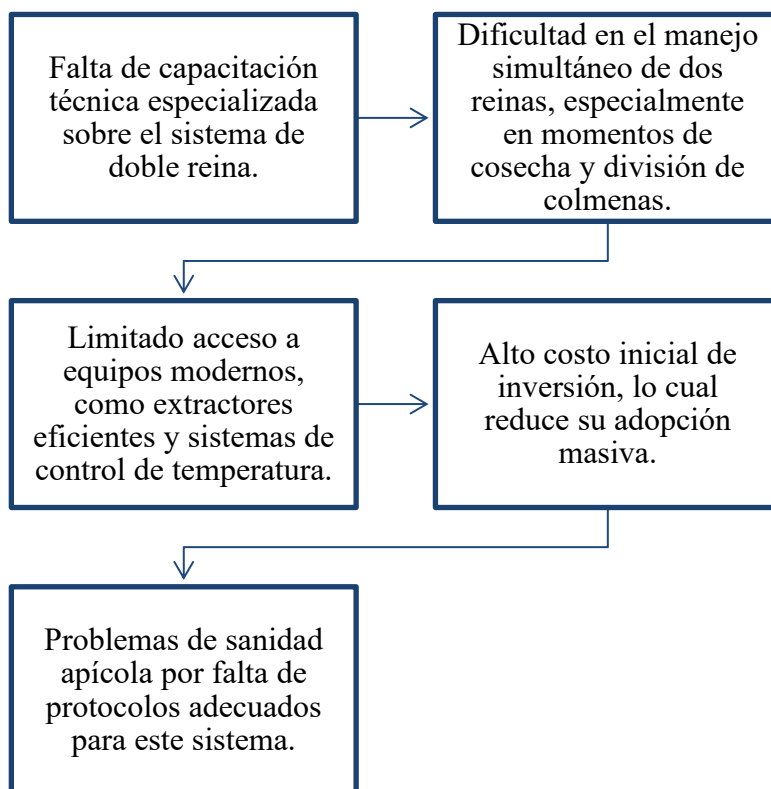 Falta de capacitación
técnica especializada
sobre el sistema de
doble reina.
Dificultad en el manejo
simultáneo de dos
reinas, especialmente
en momentos de
cosecha y división de
colmenas.
Limitado acceso a
equipos modernos,
como extractores
eficientes y sistemas de
control de temperatura.
Alto costo inicial de
inversión, lo cual
reduce su adopción
masiva.
Problemas de sanidad
apícola por falta de
protocolos adecuados
para este sistema.